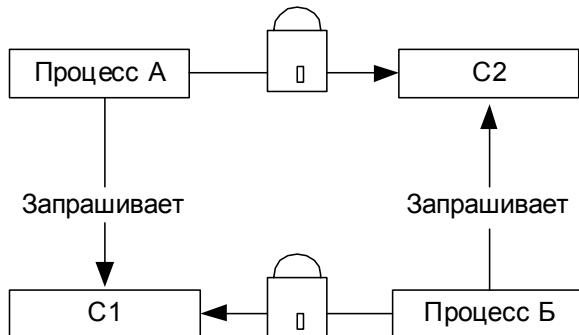 Процесс А
С2
Запрашивает
Запрашивает
С1
Процесс Б